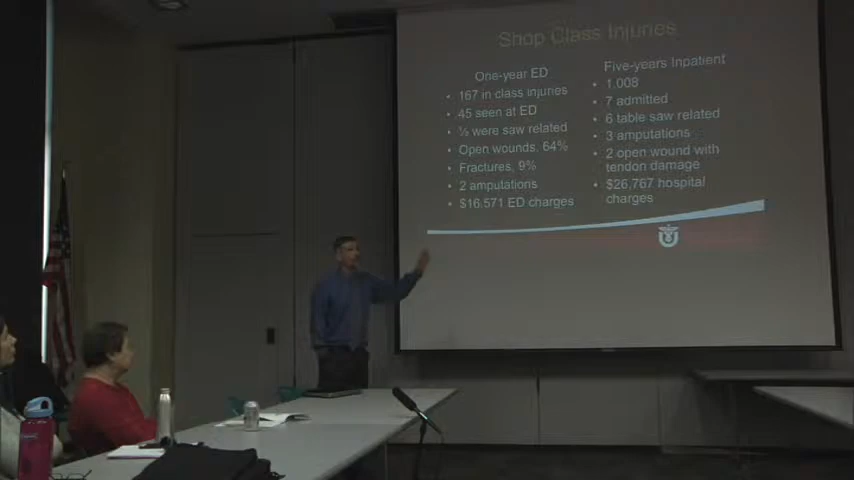 Shop Class Injuries
One-year ED
• 167 in class injuries
• 45 seen at ED
• ½ were saw related
• Open wounds, 64%
• Fractures, 9%
• 2 amputations
• $16,571 ED charges
Five-years Inpatient
• 1,008
• 7 admitted
• 6 table saw related
• 3 amputations
• 2 open wound with
tendon damage
• $26,767 hospital
charges